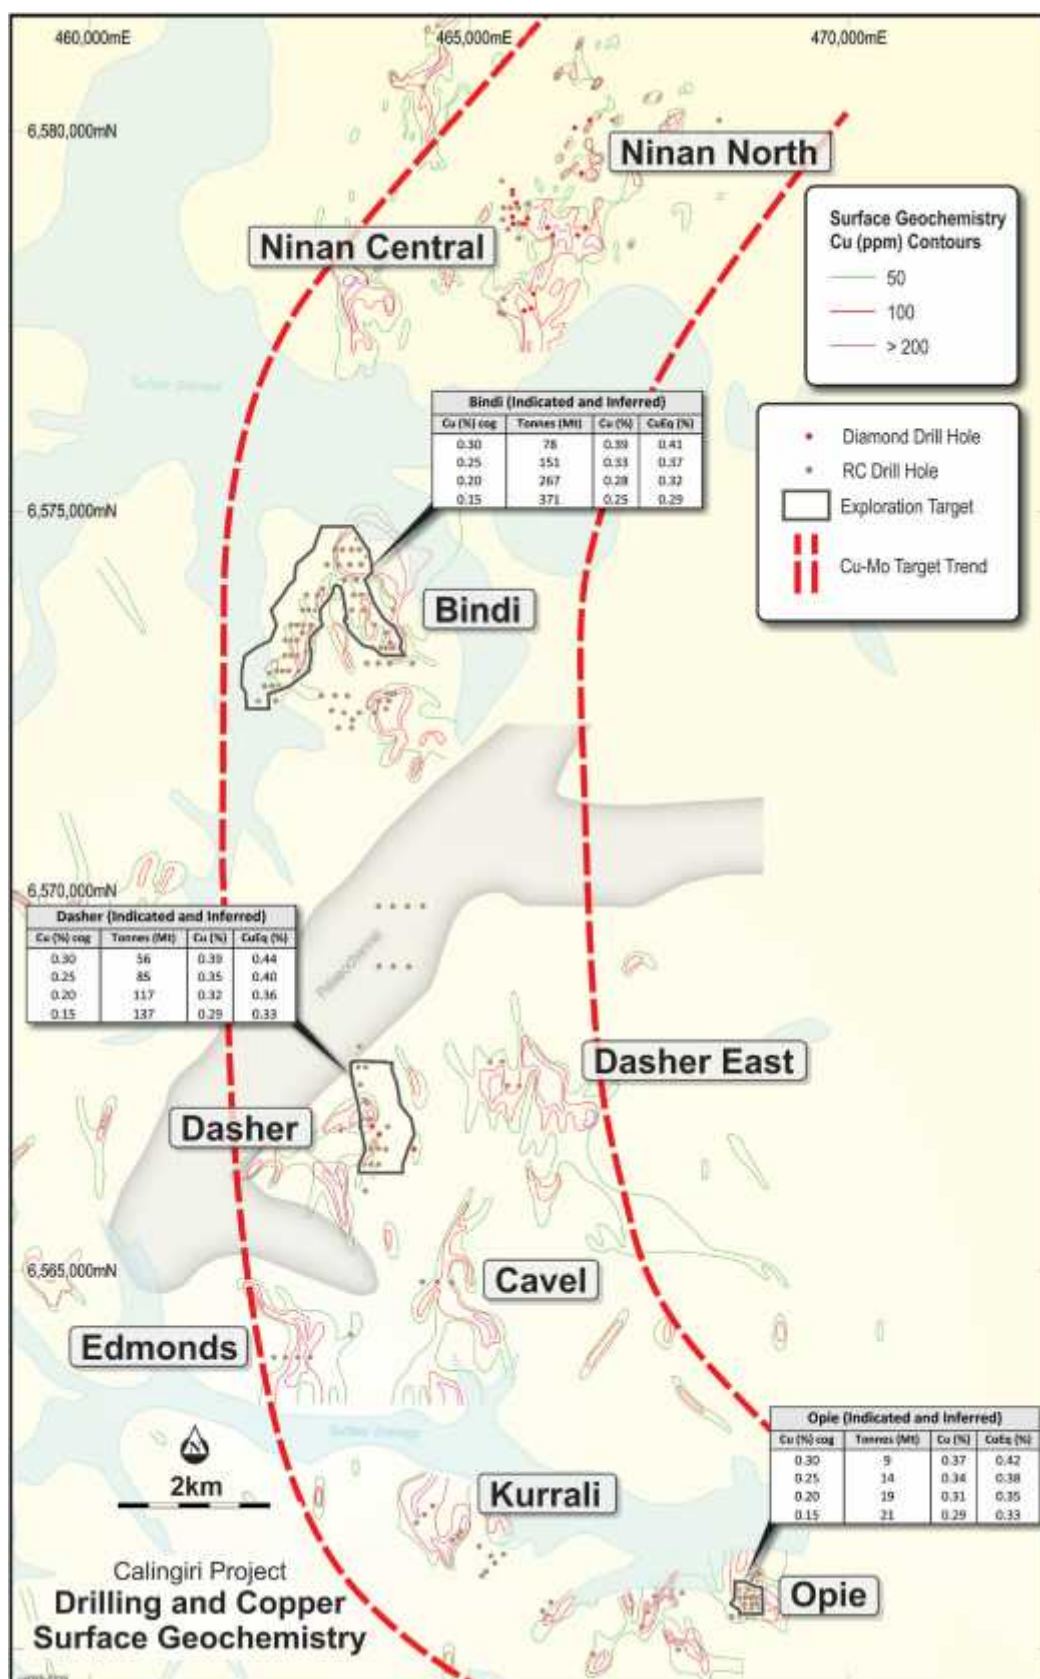 460,000mE 465,000mE 470,000mE
6,580,000mN
Ninan North
Ninan Central
Surface Geochemistry
Cu (ppm) Contours
50
100
> 200
Bindi (Indicated and Inferred)
Cu (%) cog Tonnes (Mt) Cu (%) CuEq (%)
0.30 78 0.39 0.41
0.25 151 0.33 0.37
0.20 267 0.28 0.32
0.15 371 0.25 0.29
Diamond Drill Hole
RC Drill Hole
Exploration Target
Cu-Mo Target Trend
6,575,000mN
Bindi
6,570,000mN
Dasher (Indicated and Inferred)
Cu (%) cog Tonnes (Mt) Cu (%) CuEq (%)
0.30 56 0.39 0.44
0.25 85 0.35 0.40
0.20 117 0.32 0.36
0.15 137 0.29 0.33
Paleochannel
Dasher East
Dasher
6,565,000mN
Cavel
Edmonds
Opie (Indicated and Inferred)
Cu (%) cog Tonnes (Mt) Cu (%) CuEq (%)
0.30 9 0.37 0.42
0.25 14 0.34 0.38
0.20 19 0.31 0.35
0.15 21 0.29 0.33
N
2km
Kurrali
Opie
Calingiri Project
Drilling and Copper
Surface Geochemistry